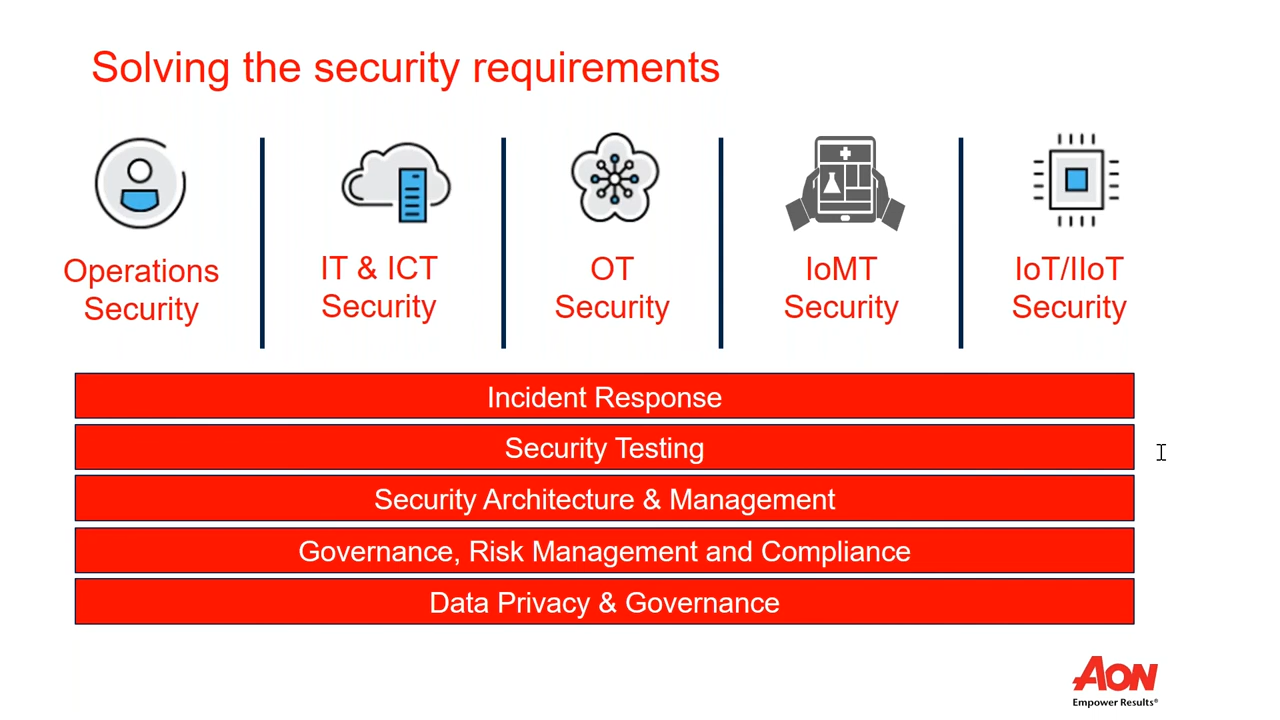 Solving the security requirements
Operations
Security
IT & ICT
Security
OT
Security
IoMT
Security
IoT/IIoT
Security
Incident Response
Security Testing
Security Architecture & Management
Governance, Risk Management and Compliance
Data Privacy & Governance
AON
Empower Results®